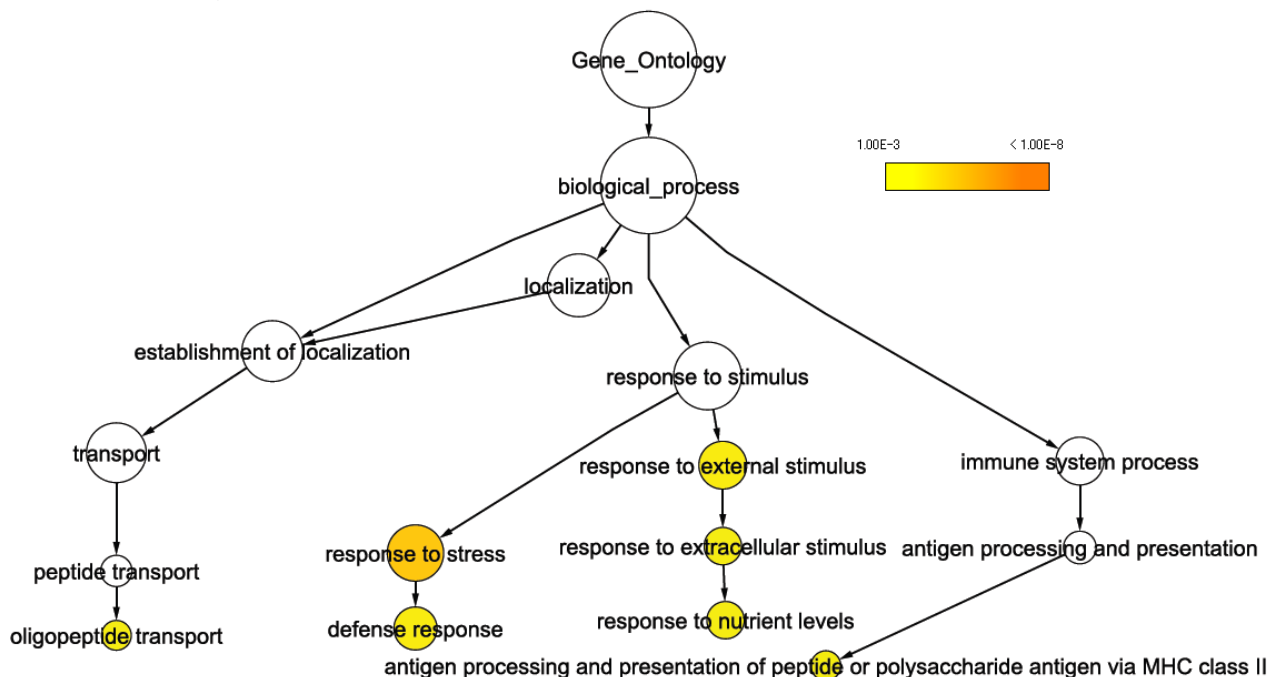 Gene_Ontology
1.00E-3
< 1.00E-8
biological_process
localization
establishment of localization
response to stimulus
transport
response to external stimulus
immune system process
response to stress
response to extracellular stimulus
antigen processing and presentation
peptide transport
oligopeptide transport
defense response
response to nutrient levels
antigen processing and presentation of peptide or polysaccharide antigen via MHC class II